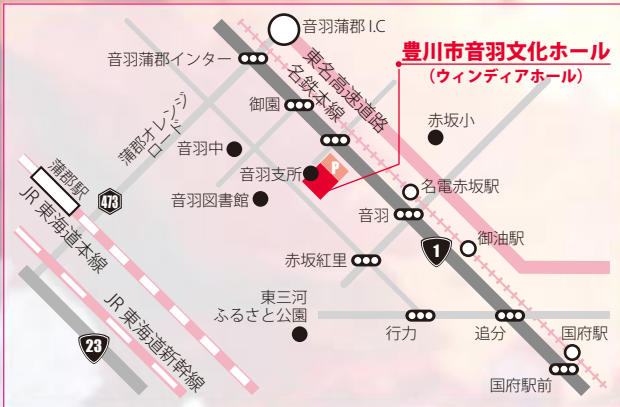 音羽蒲郡 I.C
音羽蒲郡インター
東名高速道路
名鉄本線
豊川市音羽文化ホール
（ウィンディアホール）
御園
蒲郡オレンジ
ロード
音羽中
赤坂小
P
音羽支所
蒲郡駅
473
音羽図書館
名電赤坂駅
音羽
JR 東海道本線
1
御油駅
赤坂紅里
JR 東海道新幹線
東三河
ふるさと公園
行力
追分
23
国府駅
国府駅前